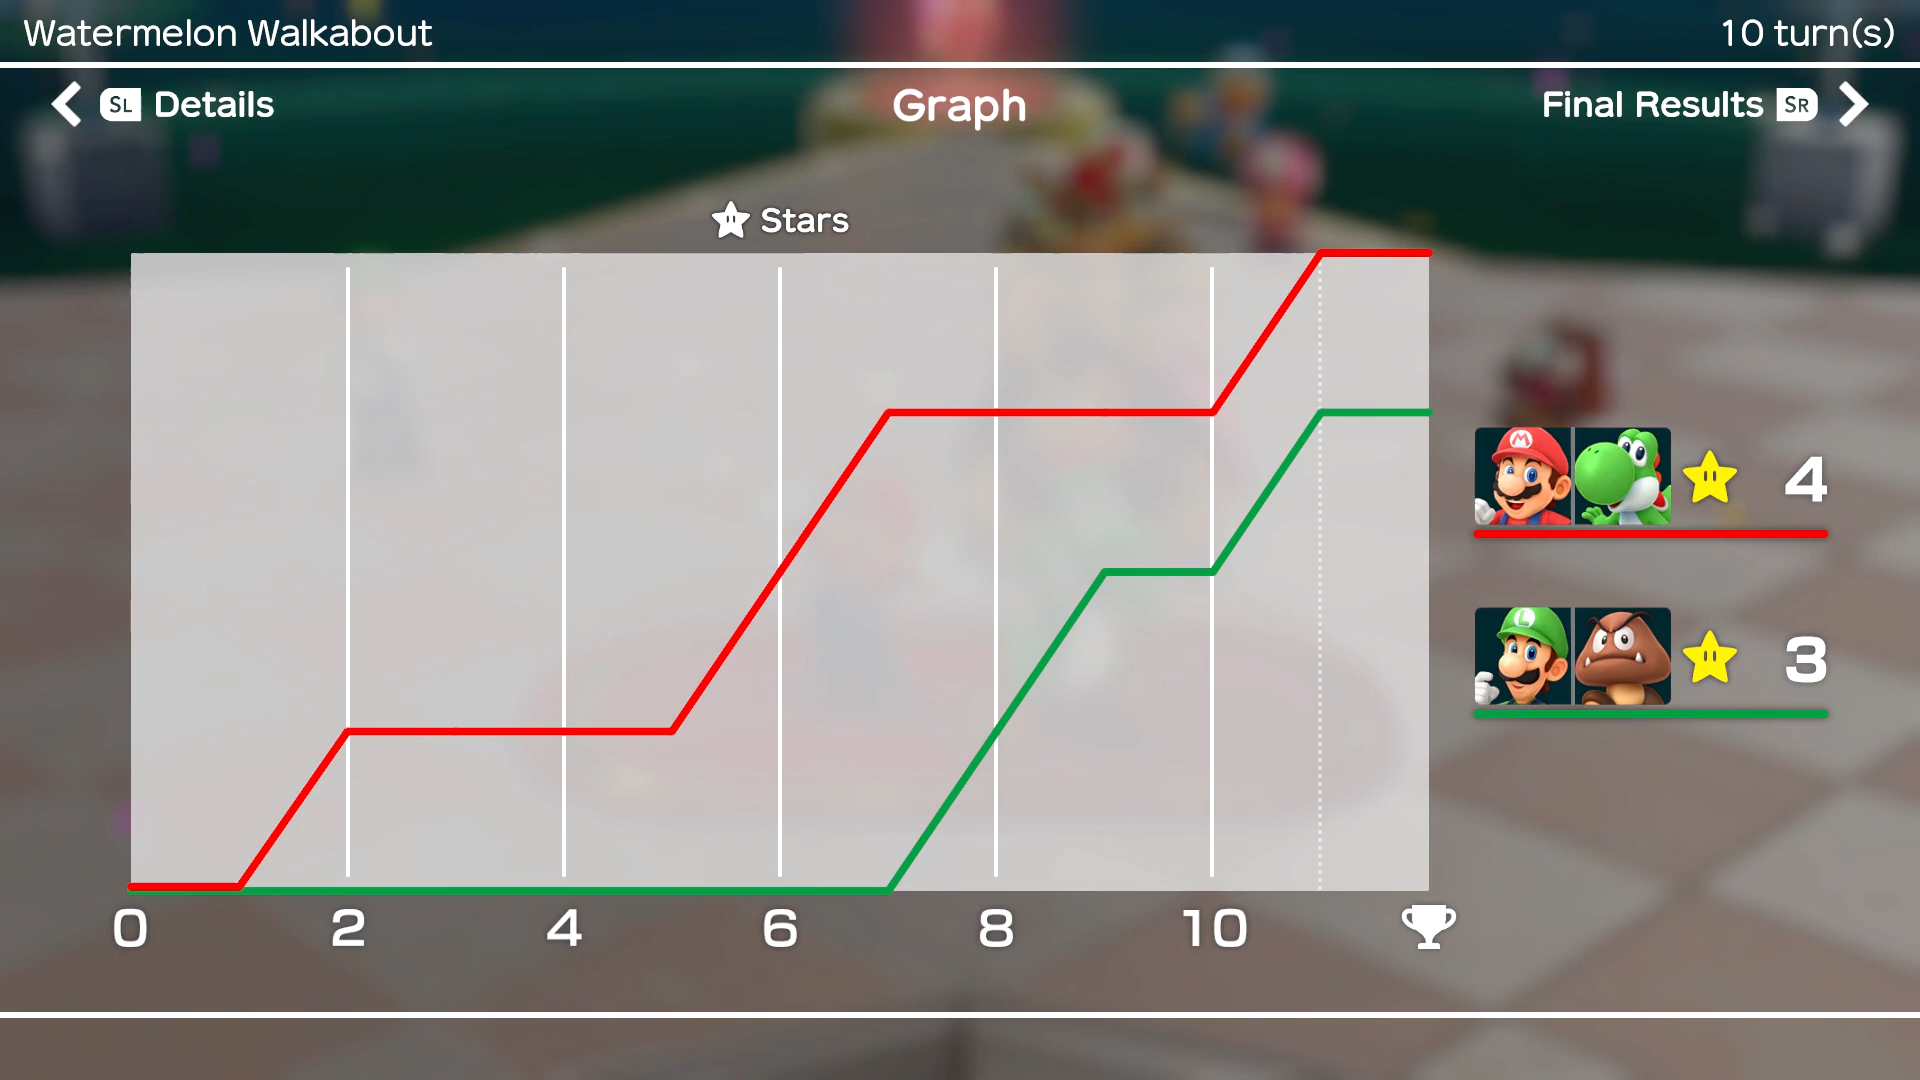 Watermelon Walkabout
10 turn(s)
SL Details
Graph
Final Results SR
Stars
M
4
L
3
0 2 4 6 8 10